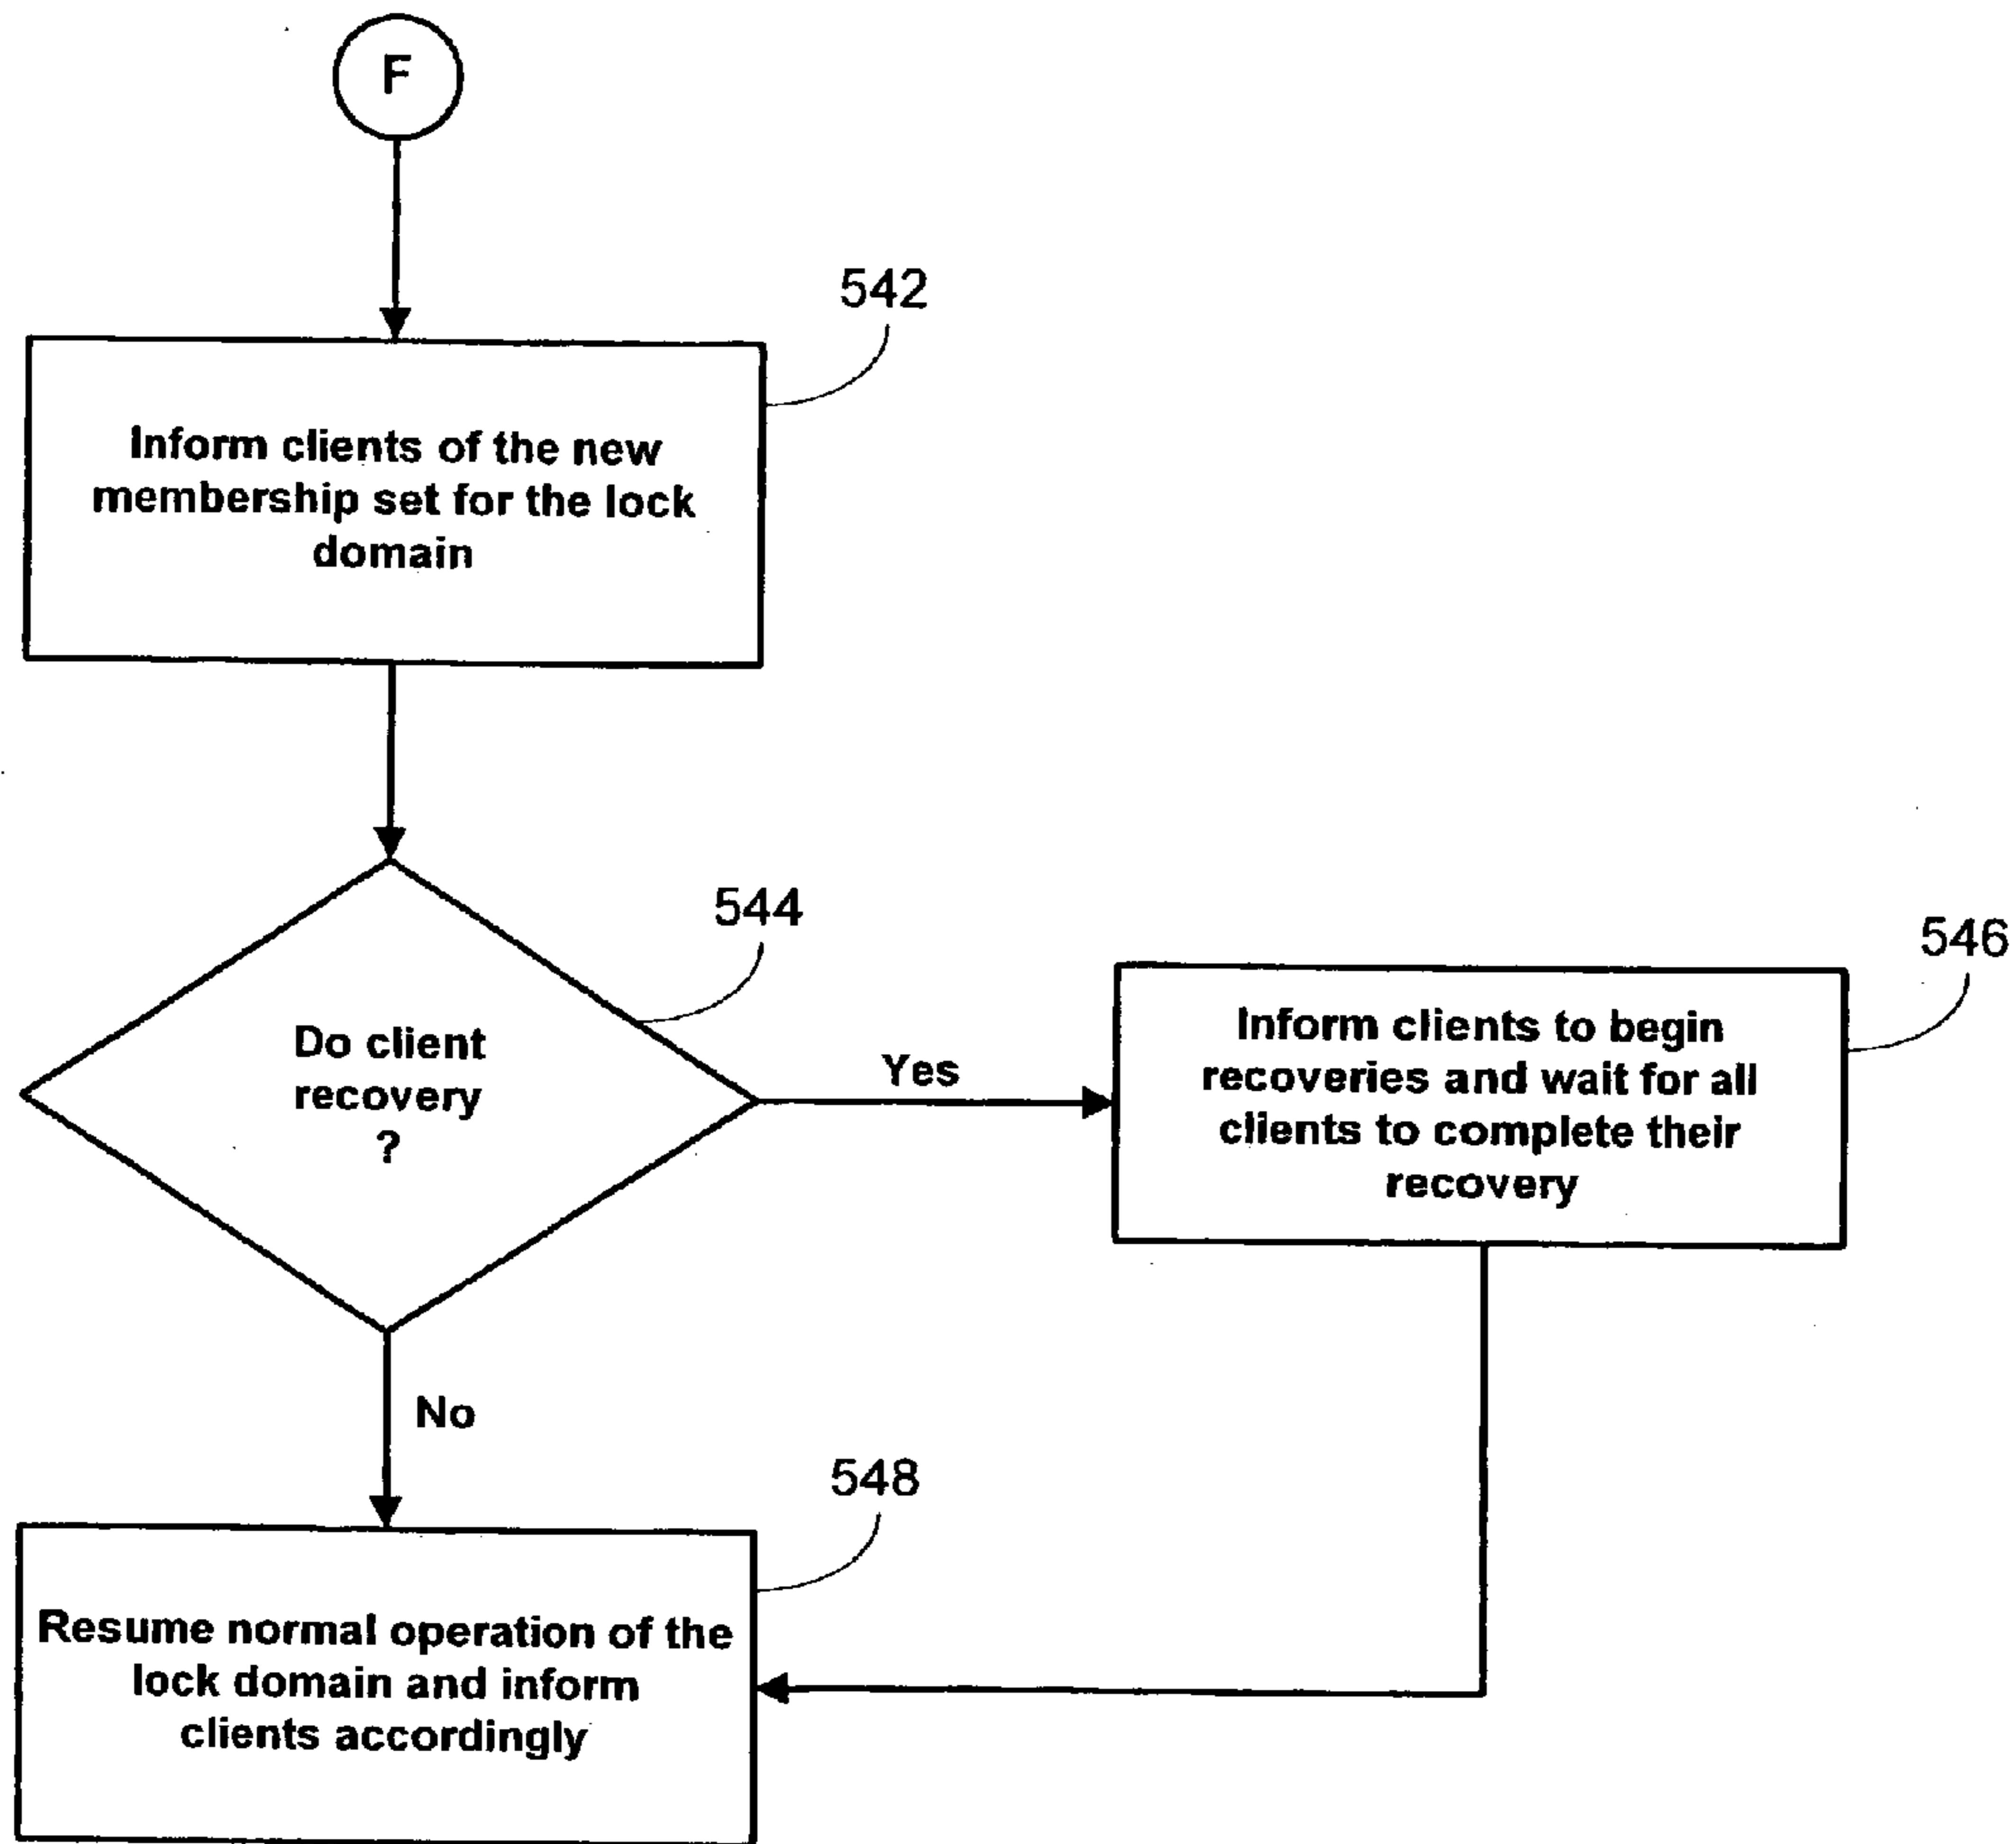 F
542
Inform clients of the new
membership set for the lock
domain
544
Do client
recovery
?
Yes
546
Inform clients to begin
recoveries and wait for all
clients to complete their
recovery
No
548
Resume normal operation of the
lock domain and inform
clients accordingly